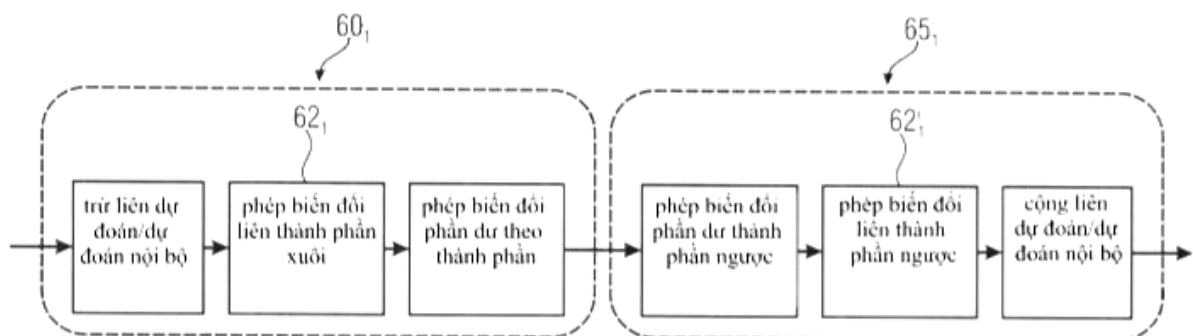 60₁
65₁
62₁
62'₁
trừ liên dự
đoán/dự
đoán nội bộ
phép biến đổi
liên thành phần
xuôi
phép biến đổi
phần dư theo
thành phần
phép biến đổi
phần dư thành
phần ngược
phép biến đổi
liên thành
phần ngược
cộng liên
dự đoán/dự
đoán nội bộ